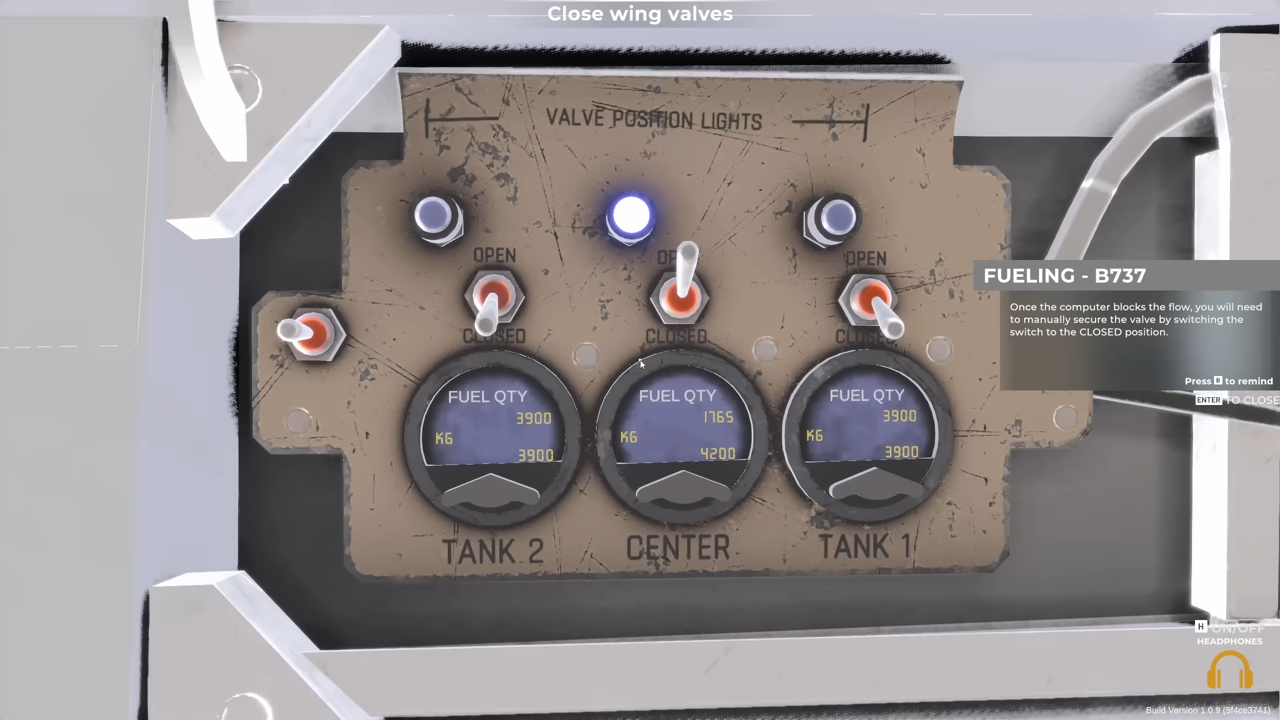 Close wing valves
VALVE POSITION LIGHTS
OPEN
OPEN
CLOSED
CLOSED
CLOSED
FUELING - B737
Once the computer blocks the flow, you will need
to manually secure the valve by switching the
switch to the CLOSED position.
Press to remind
ENTER TO CLOSE
FUEL QTY
3900
KG
3900
FUEL QTY
1765
KG
4200
FUEL QTY
3900
KG
3900
TANK 2
CENTER
TANK 1
H ON/OFF
HEADPHONES
Build Version 1.0.9 (5f4ce3741)